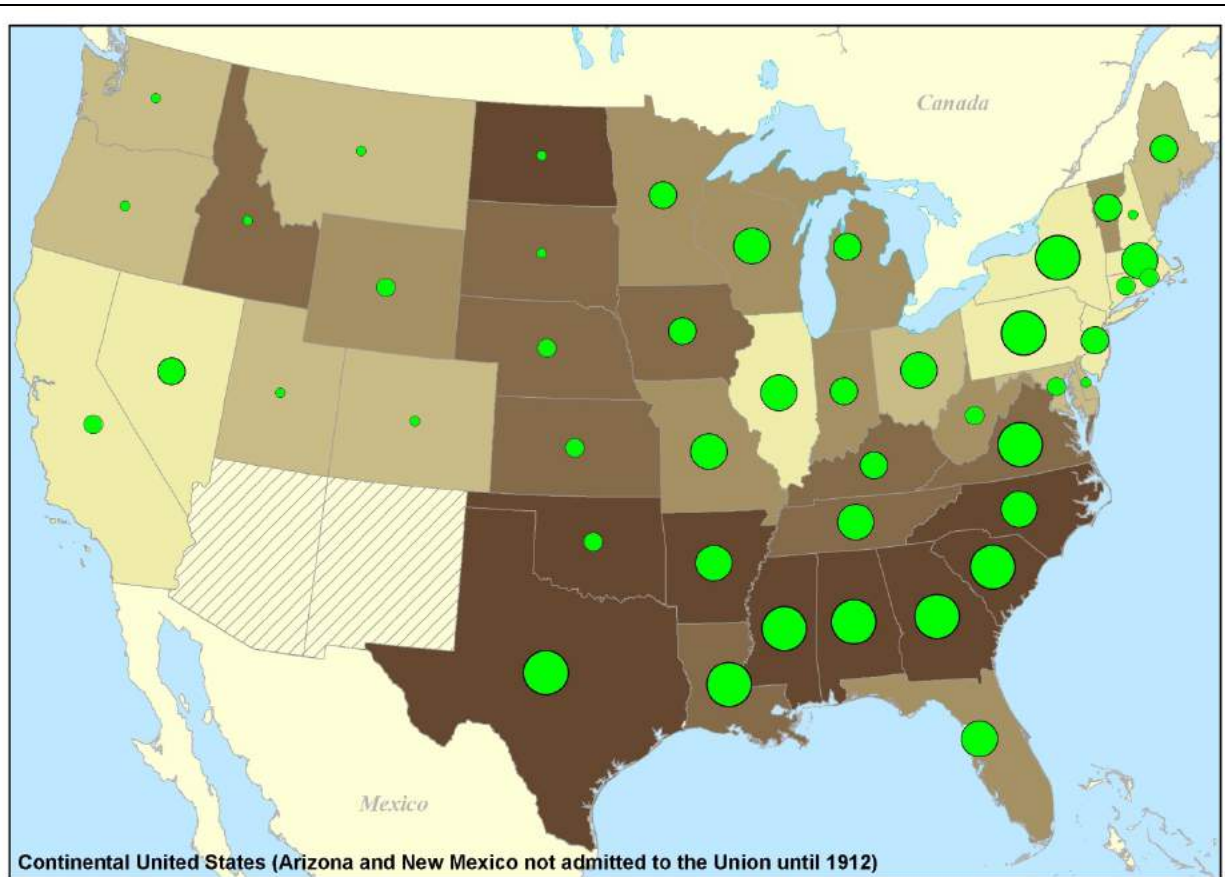 Canada
Mexico
Continental United States (Arizona and New Mexico not admitted to the Union until 1912)